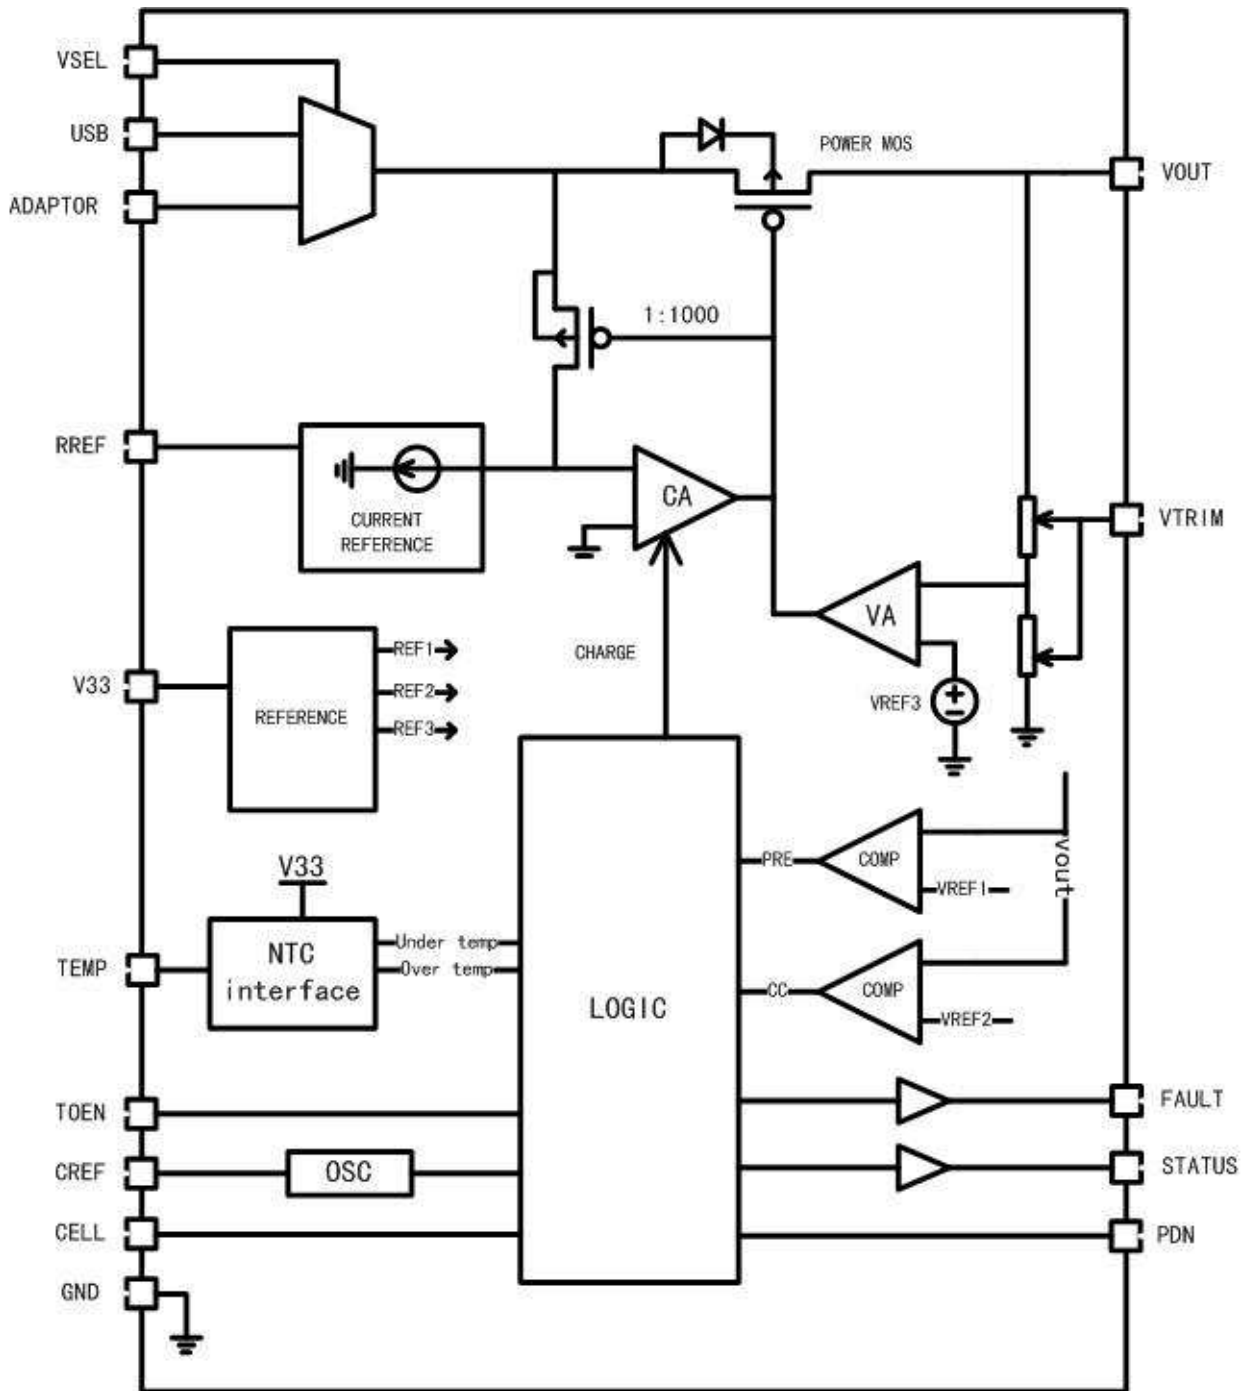 VSEL
USB
POWER MOS
VOUT
ADAPTOR
1:1000
RREF
CA
CURRENT
REFERENCE
VTRIM
VA
CHARGE
REF1
V33
REF2
VREF3
REFERENCE
REF3
PRE
COMP
vout
V33
VREF1
NTC
interface
Under temp
TEMP
Over temp
LOGIC
CC
COMP
VREF2
TOEN
FAULT
CREF
OSC
STATUS
CELL
PDN
GND